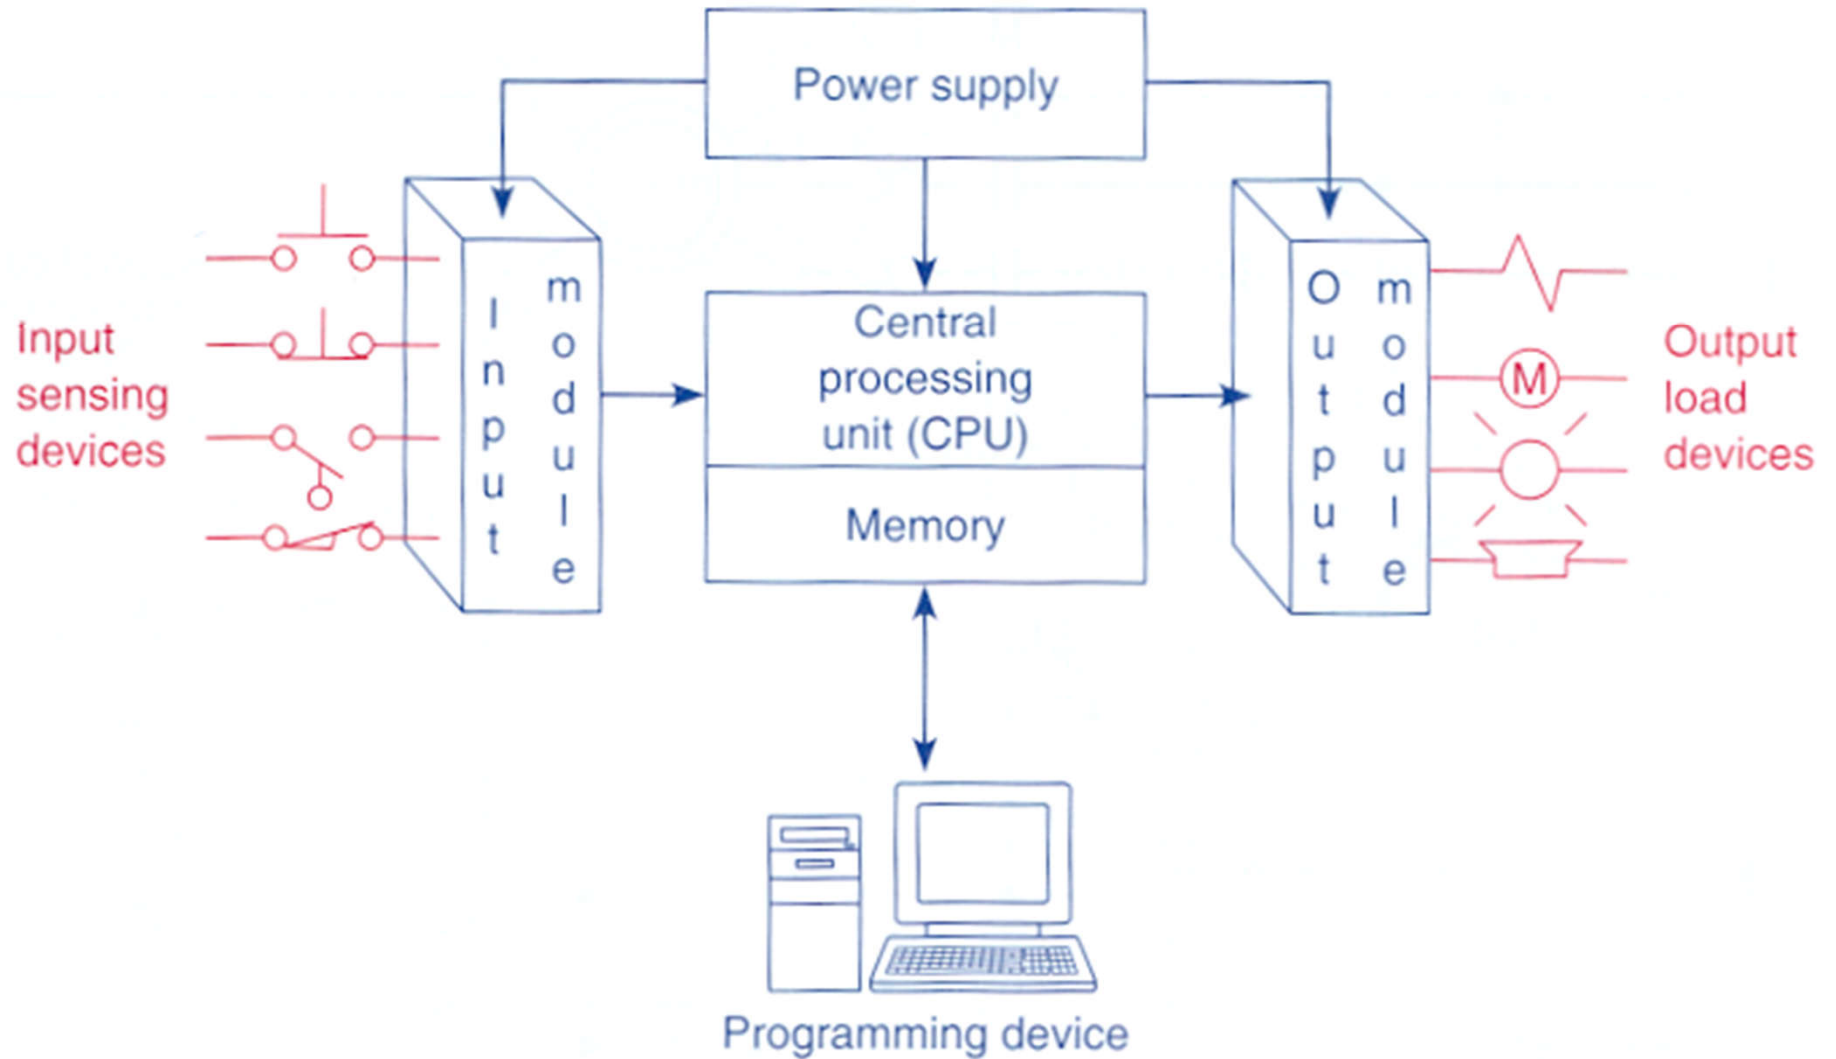 Power supply
Input
sensing
devices
Input
module
Central
processing
unit (CPU)
Memory
Output
module
M
Output
load
devices
Programming device